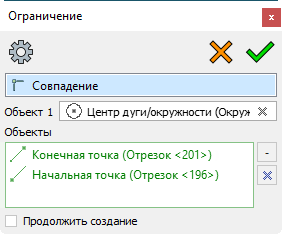 Ограничение
Совпадение
Объект 1 Центр дуги/окружности (Окруж
Объекты
Конечная точка (Отрезок <201>)
Начальная точка (Отрезок <196>)
Продолжить создание